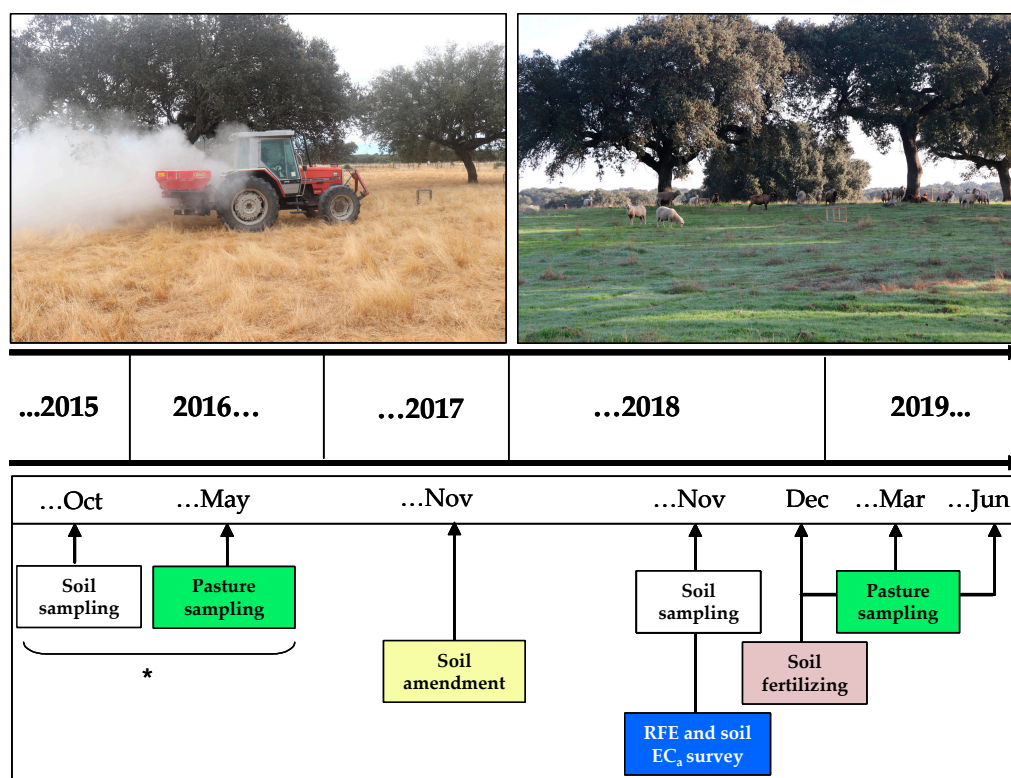 ...2015 2016… …2017 …2018 2019...
…Oct …May …Nov …Nov Dec …Mar …Jun
Soil
sampling
Pasture
sampling
Soil
sampling
Pasture
sampling
*
Soil
amendment
Soil
fertilizing
RFE and soil
ECa survey